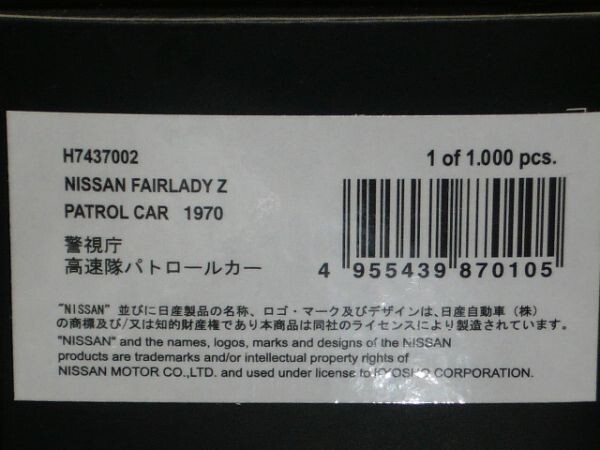 H7437002
1 of 1.000 pcs.
NISSAN FAIRLADY Z
PATROL CAR 1970
警視庁
高速隊パトロールカー
4 955439 870105
"NISSAN" 並びに日産製品の名称、ロゴ・マーク及びデザインは、日産自動車（株）
の商標及び/又は知的財産権であり本商品は同社のライセンスにより製造されています。
"NISSAN" and the names, logos, marks and designs of the NISSAN
products are trademarks and/or intellectual property rights of
NISSAN MOTOR CO.,LTD. and used under license to KYOSHO CORPORATION.